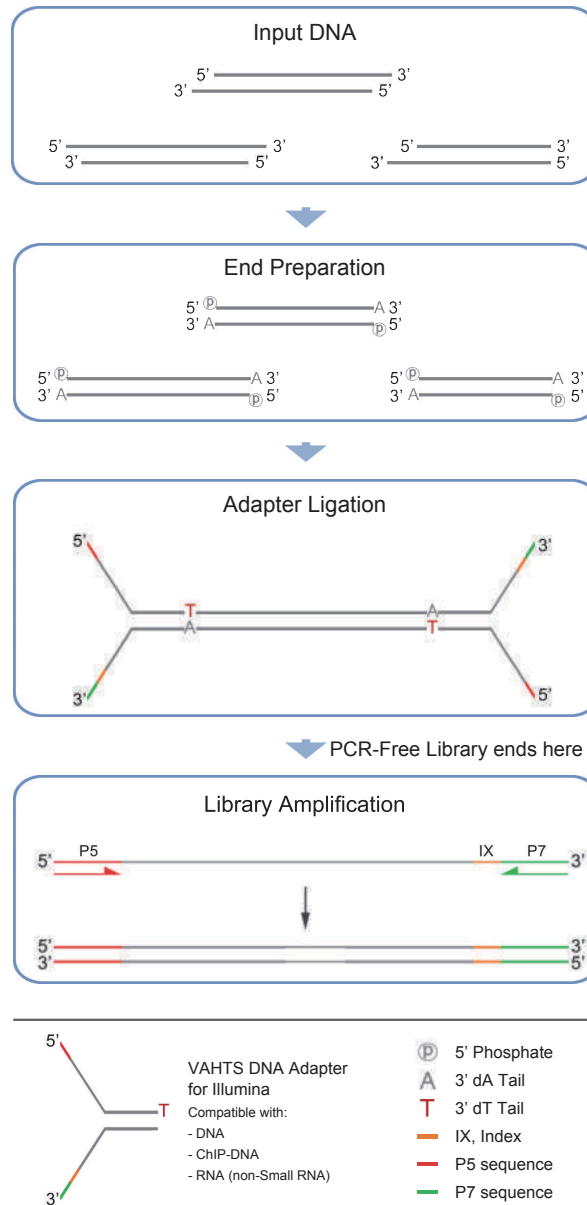 Input DNA
5’ 3’
3’ 5’
5’ 3’ 5’ 3’
3’ 5’ 3’ 5’
End Preparation
5’ p A 3’
3’ A p 5’
5’ p A 3’ 5’ p A 3’
3’ A p 5’ 3’ A p 5’
Adapter Ligation
5’ 3’
T A
A T
3’ 5’
PCR-Free Library ends here
Library Amplification
P5 IX P7
5’ 3’
5’ 3’
3’ 5’
5’
T
3’
VAHTS DNA Adapter
for Illumina
Compatible with:
- DNA
- ChIP-DNA
- RNA (non-Small RNA)
p 5’ Phosphate
A 3’ dA Tail
T 3’ dT Tail
IX, Index
P5 sequence
P7 sequence